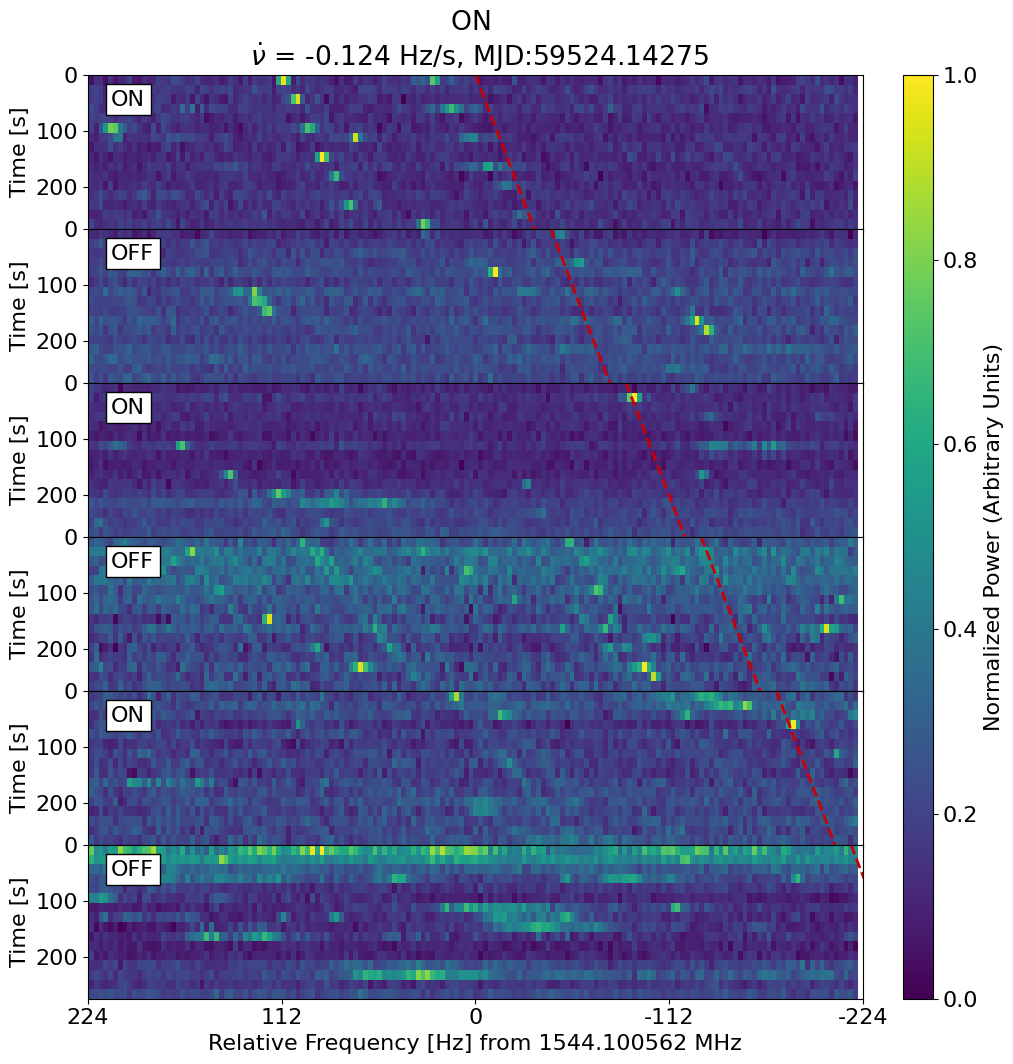 ON
ν̇ = -0.124 Hz/s, MJD:59524.14275
0
100
200
Time [s]
ON
0
100
200
Time [s]
OFF
0
100
200
Time [s]
ON
0
100
200
Time [s]
OFF
0
100
200
Time [s]
ON
0
100
200
Time [s]
OFF
224 112 0 -112 -224
Relative Frequency [Hz] from 1544.100562 MHz
1.0
0.8
0.6
0.4
0.2
0.0
Normalized Power (Arbitrary Units)